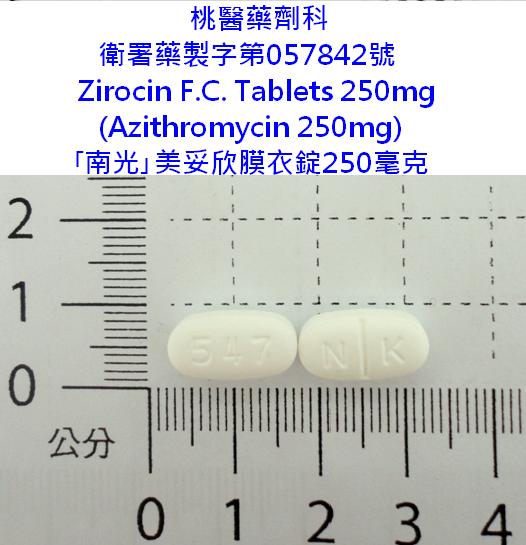 桃醫藥劑科
衛署藥製字第057842號
Zirocin F.C. Tablets 250mg
(Azithromycin 250mg)
「南光」美妥欣膜衣錠250毫克
2
1
0
547 N K
公分
0 1 2 3 4